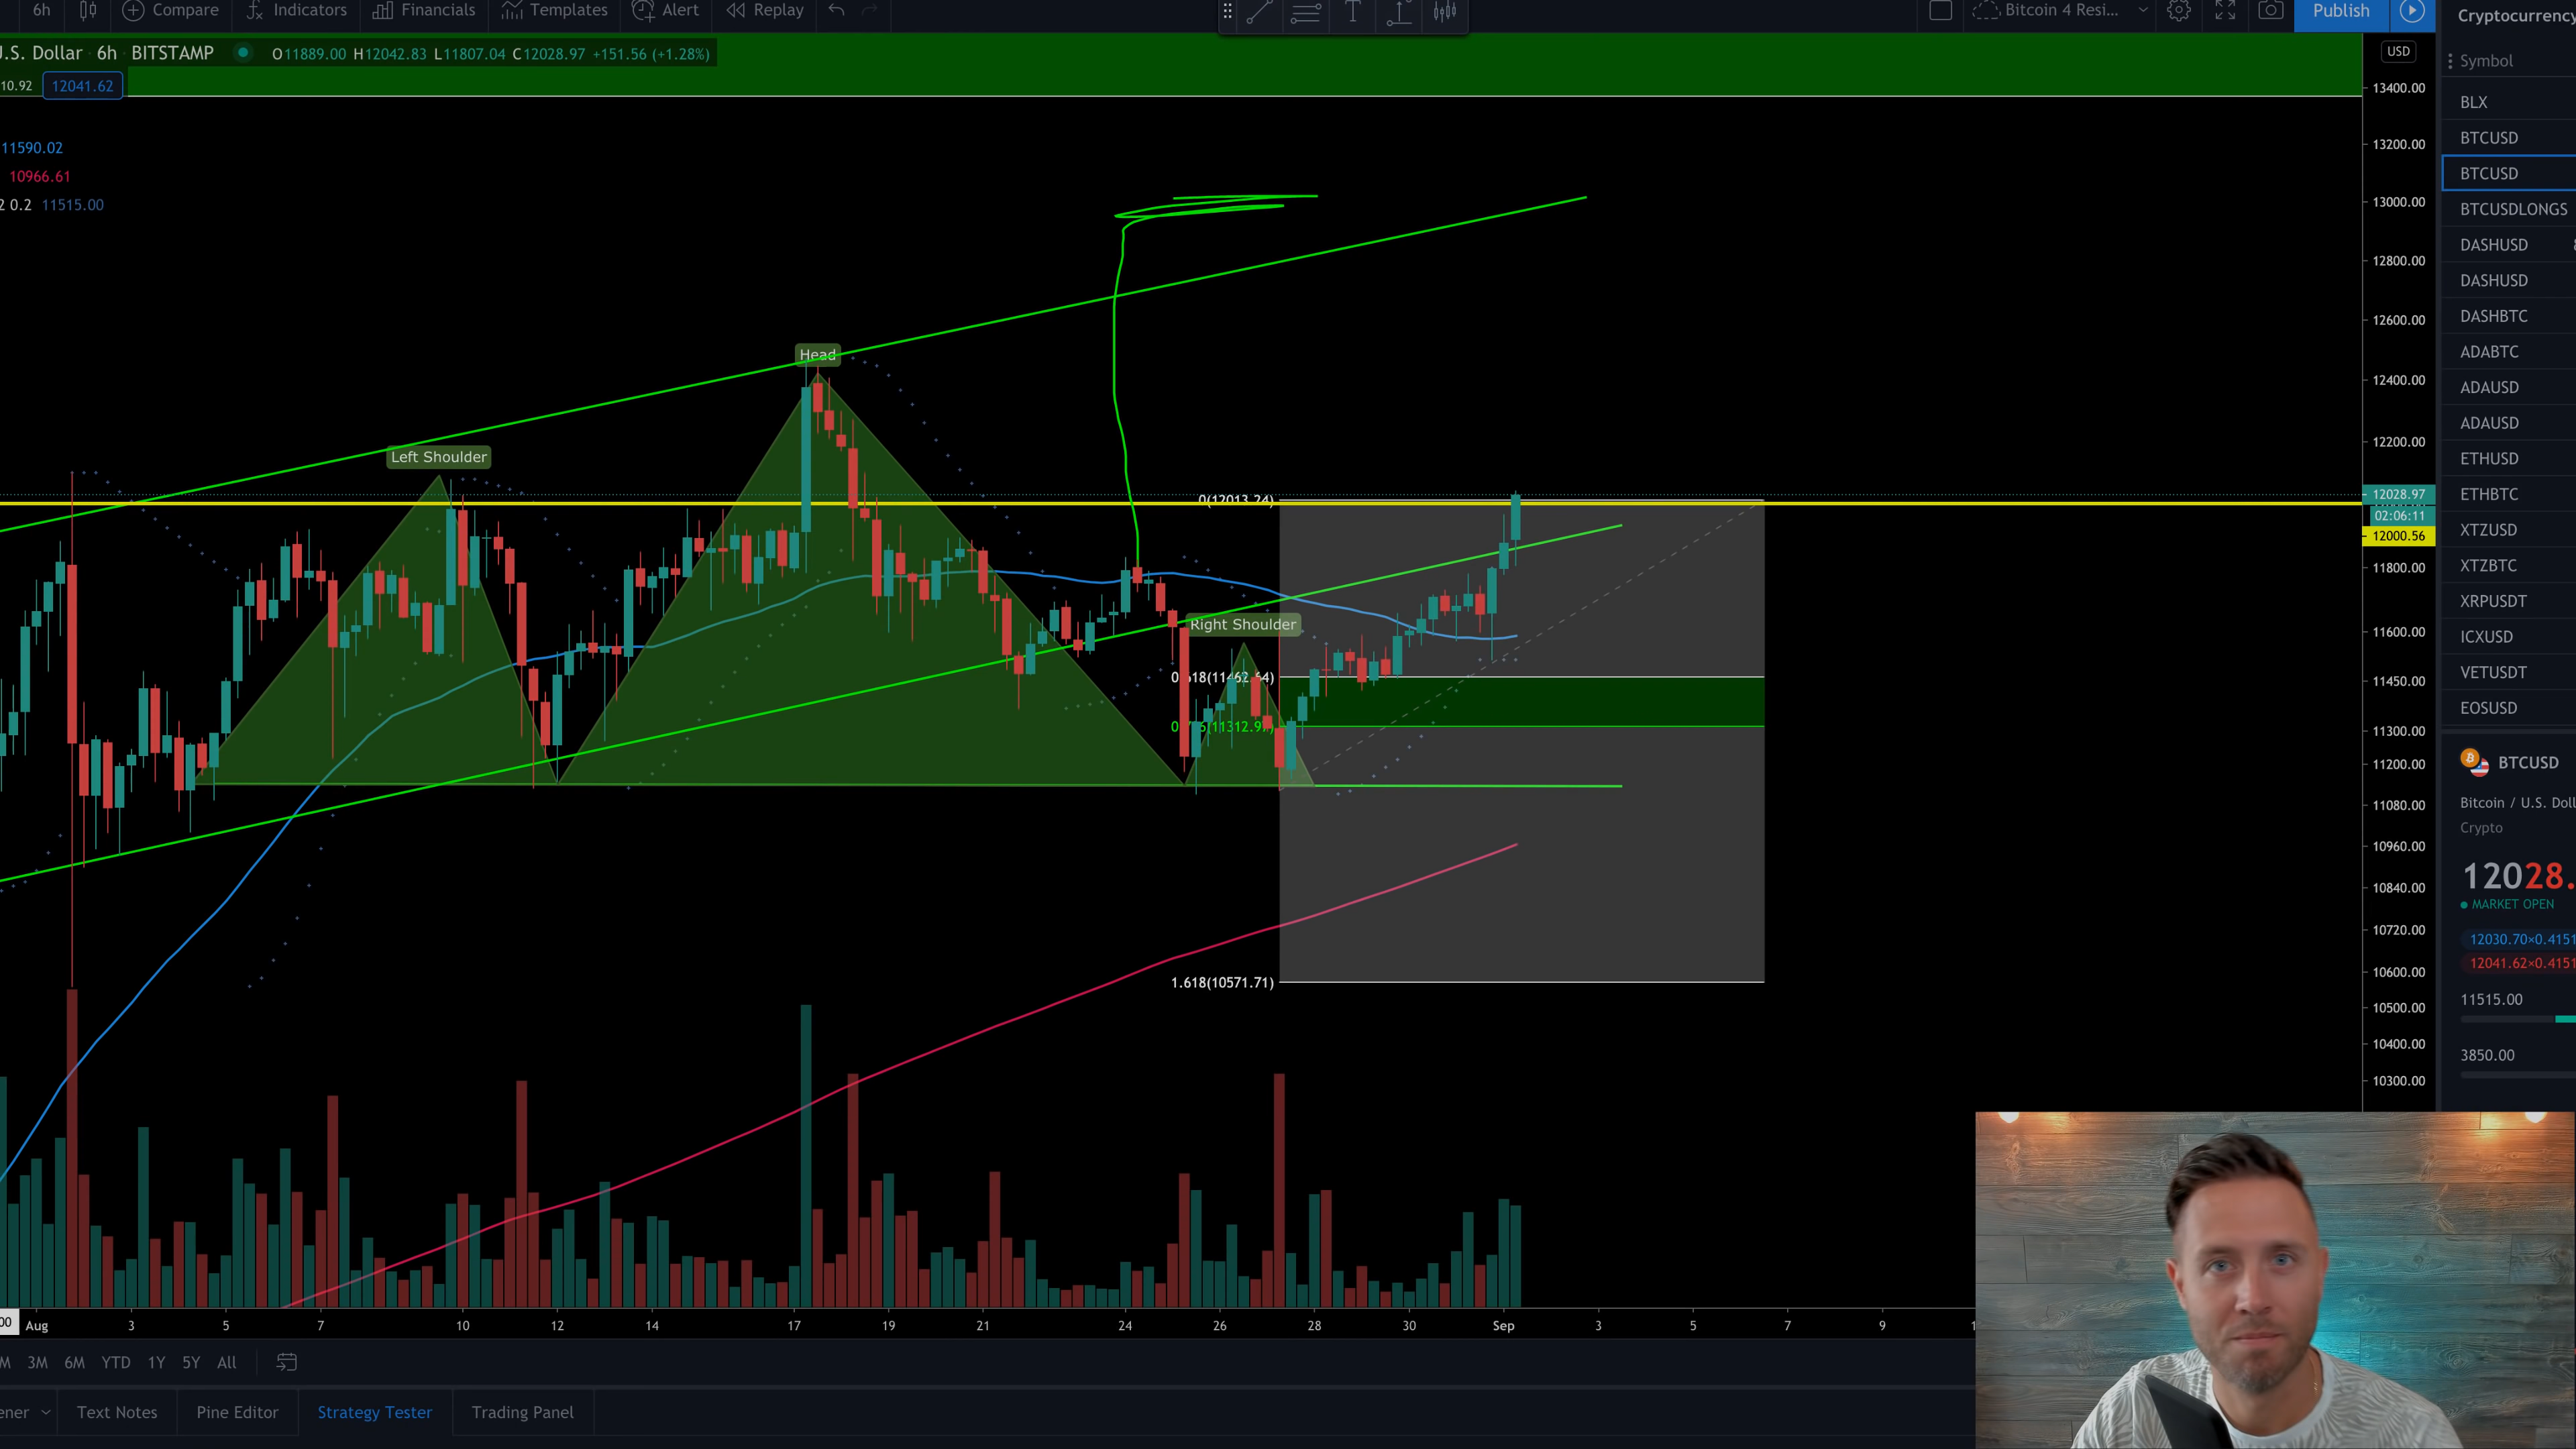 6h Compare Indicators Financials Templates Alert Replay Bitcoin 4 Resi... Publish
Cryptocurrency
U.S. Dollar 6h BITSTAMP O11889.00 H12042.83 L11807.04 C12028.97 +151.56 (+1.28%)
USD
10.92 12041.62
11590.02
10966.61
2 0.2 11515.00
Head
Left Shoulder
Right Shoulder
0(12013.24)
1.618(10571.71)
13400.00
13200.00
13000.00
12800.00
12600.00
12400.00
12200.00
12028.97
02:06:11
12000.56
11800.00
11600.00
11450.00
11300.00
11200.00
11080.00
10960.00
10840.00
10720.00
10600.00
10500.00
10400.00
10300.00
Symbol
BLX
BTCUSD
BTCUSD
BTCUSDLONGS
DASHUSD
DASHUSD
DASHBTC
ADABTC
ADAUSD
ADAUSD
ETHUSD
ETHBTC
XTZUSD
XTZBTC
XRPUSDT
ICXUSD
VETUSDT
EOSUSD
BTCUSD
Bitcoin / U.S. Doll
Crypto
12028.
MARKET OPEN
12030.70×0.4151
12041.62×0.4151
11515.00
3850.00
00 Aug 3 5 7 10 12 14 17 19 21 24 26 28 30 Sep 3 5 7 9
M 3M 6M YTD 1Y 5Y All
ener Text Notes Pine Editor Strategy Tester Trading Panel